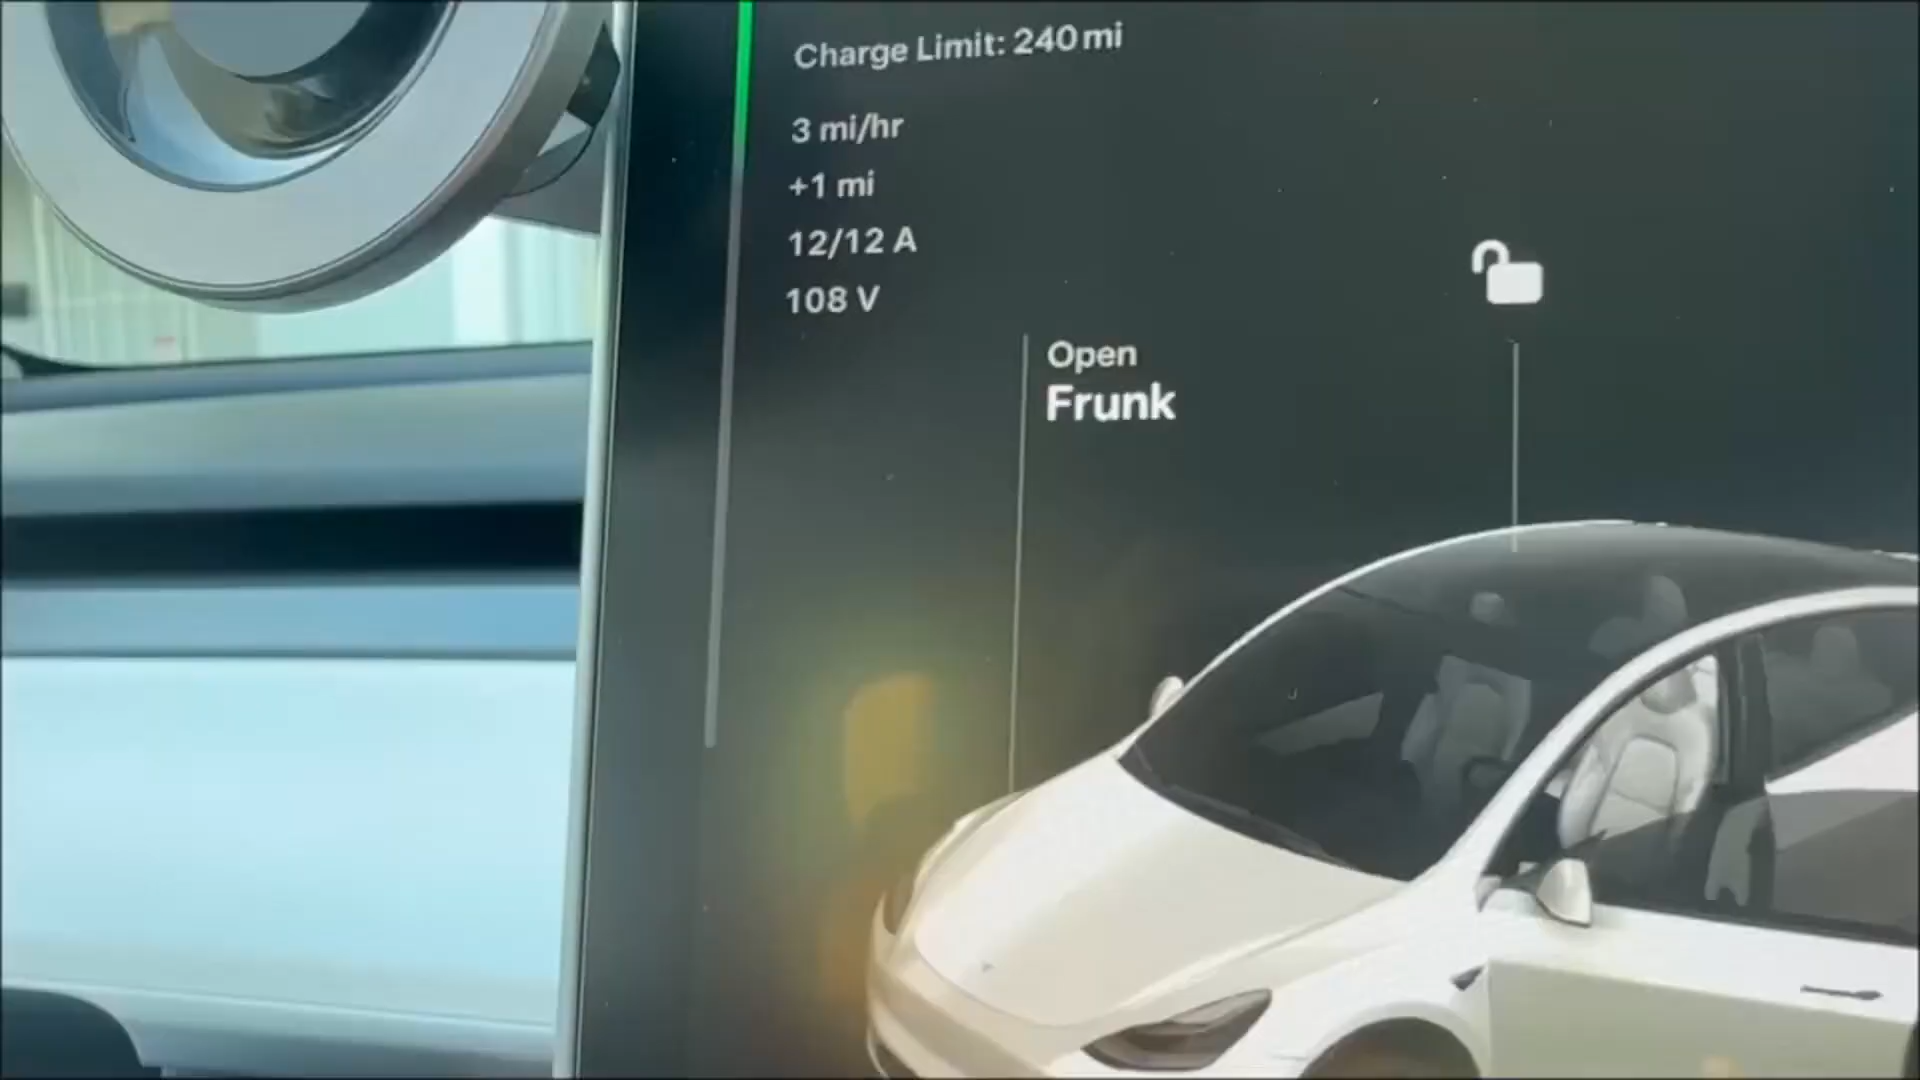 Charge Limit: 240 mi
3 mi/hr
+1 mi
12/12 A
108 V
Open
Frunk